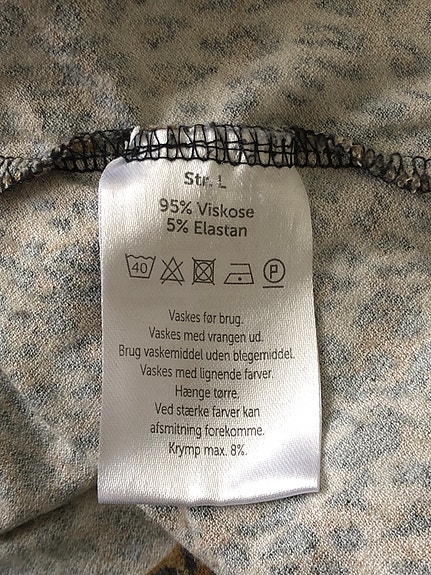 Str. L
95% Viskose
5% Elastan
40 P
Vaskes før brug.
Vaskes med vrangen ud.
Brug vaskemiddel uden blegemiddel.
Vaskes med lignende farver.
Hænge tørre.
Ved stærke farver kan
afsmitning forekomme.
Krymp max. 8%.